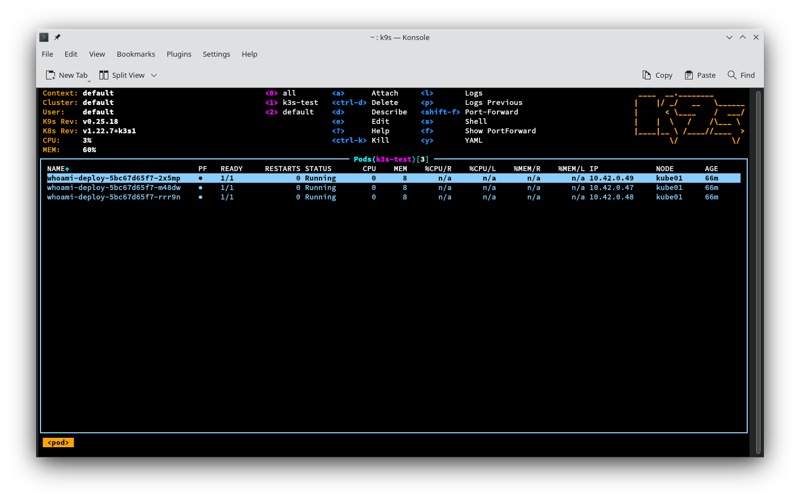 ~ : k9s — Konsole
File Edit View Bookmarks Plugins Settings Help
New Tab Split View Copy Paste Find
Context: default <0> all <a> Attach <l> Logs
Cluster: default <1> k3s-test <ctrl-d> Delete <p> Logs Previous
User: default <2> default <d> Describe <shift-f> Port-Forward
K9s Rev: v0.25.18 <e> Edit <s> Shell
K8s Rev: v1.22.7+k3s1 <?> Help <f> Show PortForward
CPU: 3% <ctrl-k> Kill <y> YAML
MEM: 60%
Pods(k3s-test)[3]
NAME↑ PF READY RESTARTS STATUS CPU MEM %CPU/R %CPU/L %MEM/R %MEM/L IP NODE AGE
whoami-deploy-5bc67d65f7-2x5mp ● 1/1 0 Running 0 8 n/a n/a n/a n/a 10.42.0.49 kube01 66m
whoami-deploy-5bc67d65f7-m48dw ● 1/1 0 Running 0 8 n/a n/a n/a n/a 10.42.0.47 kube01 66m
whoami-deploy-5bc67d65f7-rrr9n ● 1/1 0 Running 0 8 n/a n/a n/a n/a 10.42.0.48 kube01 66m
<pod>